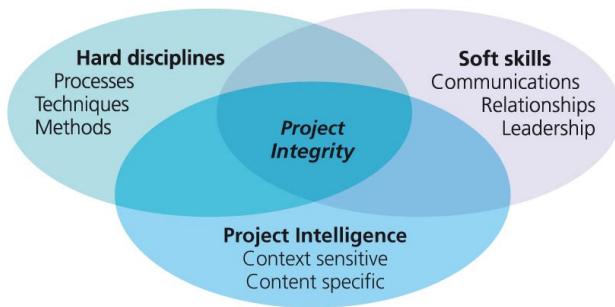 Hard disciplines
Processes
Techniques
Methods
Soft skills
Communications
Relationships
Leadership
Project
Integrity
Project Intelligence
Context sensitive
Content specific